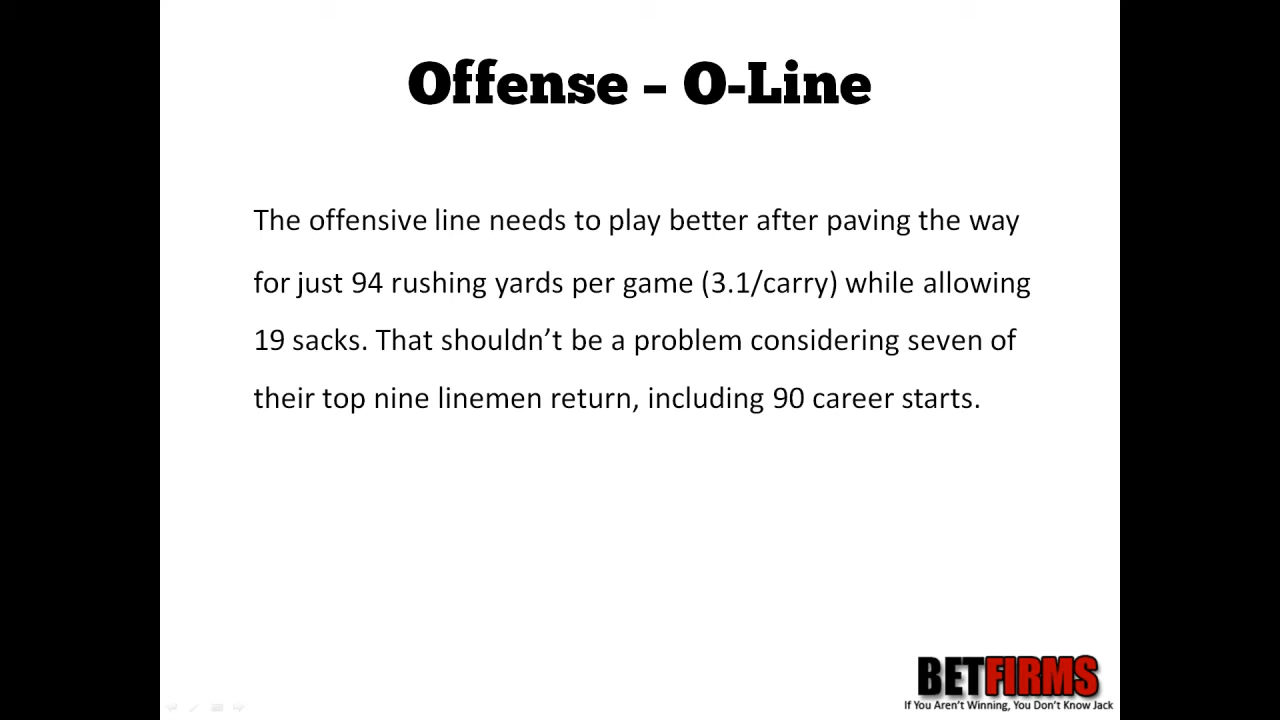 Offense – O-Line
The offensive line needs to play better after paving the way
for just 94 rushing yards per game (3.1/carry) while allowing
19 sacks. That shouldn’t be a problem considering seven of
their top nine linemen return, including 90 career starts.
BETFIRMS
If You Aren't Winning, You Don't Know Jack